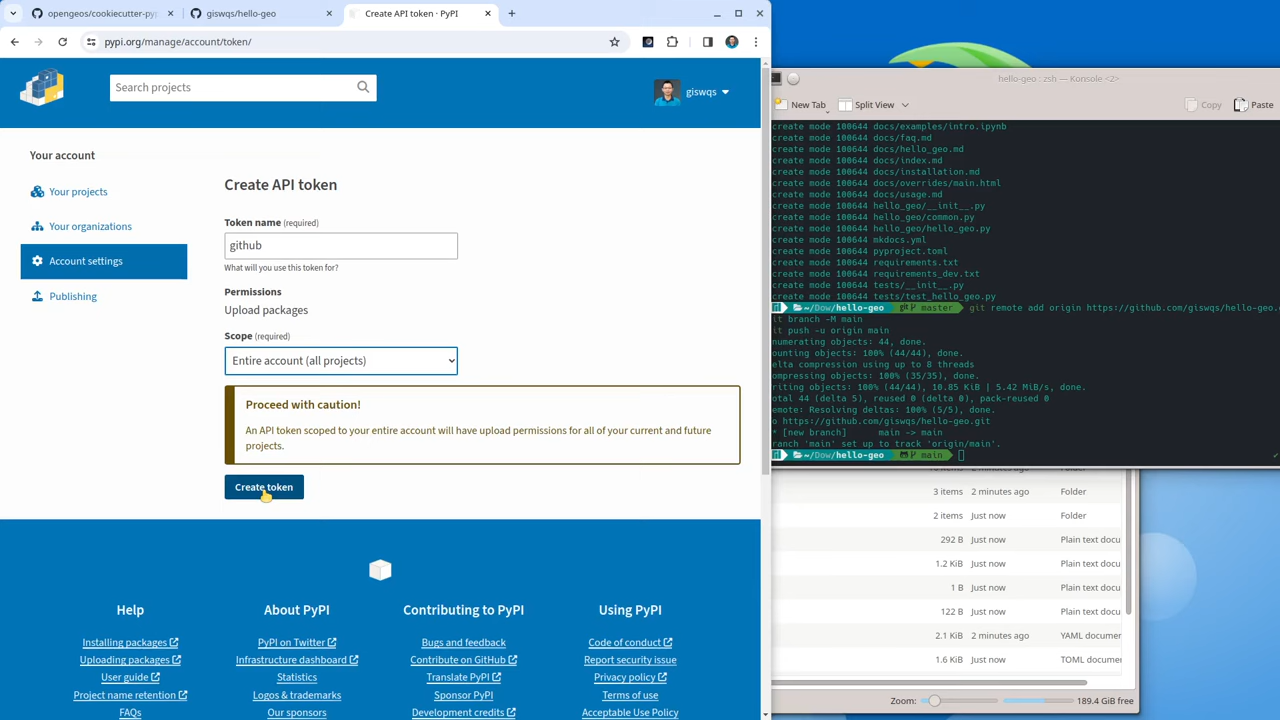 opengeos/cookiecutter-py
giswqs/hello-geo
Create API token · PyPI
pypi.org/manage/account/token/
Search projects
giswqs
Your account
Your projects
Your organizations
Account settings
Publishing
Create API token
Token name (required)
github
What will you use this token for?
Permissions
Upload packages
Scope (required)
Entire account (all projects)
Proceed with caution!
An API token scoped to your entire account will have upload permissions for all of your current and future
projects.
Create token
Help
Installing packages
Uploading packages
User guide
Project name retention
FAQs
About PyPI
PyPI on Twitter
Infrastructure dashboard
Statistics
Logos & trademarks
Our sponsors
Contributing to PyPI
Bugs and feedback
Contribute on GitHub
Translate PyPI
Sponsor PyPI
Development credits
Using PyPI
Code of conduct
Report security issue
Privacy policy
Terms of use
Acceptable Use Policy
hello-geo : zsh — Konsole <2>
New Tab
Split View
Copy
Paste
create mode 100644 docs/examples/intro.ipynb
create mode 100644 docs/faq.md
create mode 100644 docs/hello_geo.md
create mode 100644 docs/index.md
create mode 100644 docs/installation.md
create mode 100644 docs/overrides/main.html
create mode 100644 docs/usage.md
create mode 100644 hello_geo/__init__.py
create mode 100644 hello_geo/common.py
create mode 100644 hello_geo/hello_geo.py
create mode 100644 mkdocs.yml
create mode 100644 pyproject.toml
create mode 100644 requirements.txt
create mode 100644 requirements_dev.txt
create mode 100644 tests/__init__.py
create mode 100644 tests/test_hello_geo.py
~/Dow/hello-geo master git remote add origin https://github.com/giswqs/hello-geo.
it branch -M main
it push -u origin main
numerating objects: 44, done.
ounting objects: 100% (44/44), done.
elta compression using up to 8 threads
ompressing objects: 100% (35/35), done.
riting objects: 100% (44/44), 10.85 KiB | 5.42 MiB/s, done.
otal 44 (delta 5), reused 0 (delta 0), pack-reused 0
emote: Resolving deltas: 100% (5/5), done.
o https://github.com/giswqs/hello-geo.git
* [new branch] main -> main
ranch 'main' set up to track 'origin/main'.
~/Dow/hello-geo main
3 items 2 minutes ago Folder
2 items Just now Folder
292 B Just now Plain text docu
1.2 KiB Just now Plain text docu
1 B Just now Plain text docu
122 B Just now Plain text docu
2.1 KiB 2 minutes ago YAML documer
1.6 KiB Just now TOML documer
Zoom:
189.4 GiB free